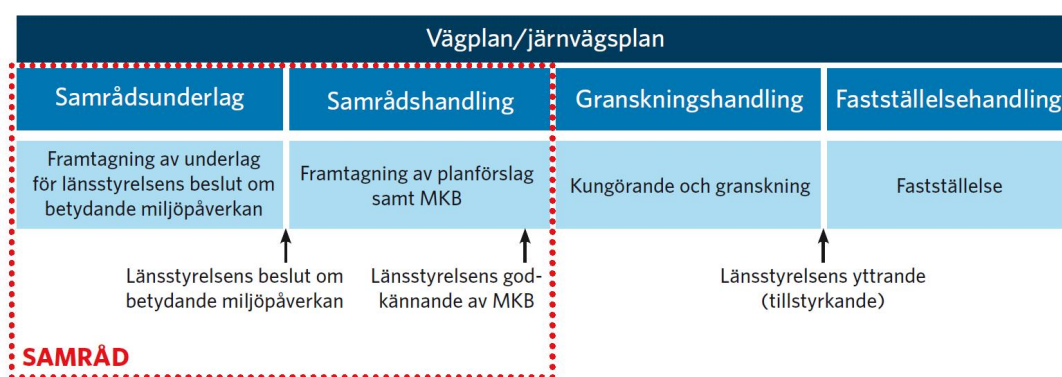 Vägplan/järnvägsplan
Samrådsunderlag
Samrådshandling
Granskningshandling
Fastställelsehandling
Framtagning av underlag
för länsstyrelsens beslut om
betydande miljöpåverkan
Framtagning av planförslag
samt MKB
Kungörande och granskning
Fastställelse
Länsstyrelsens beslut om
betydande miljöpåverkan
Länsstyrelsens god-
kännande av MKB
Länsstyrelsens yttrande
(tillstyrkande)
SAMRÅD